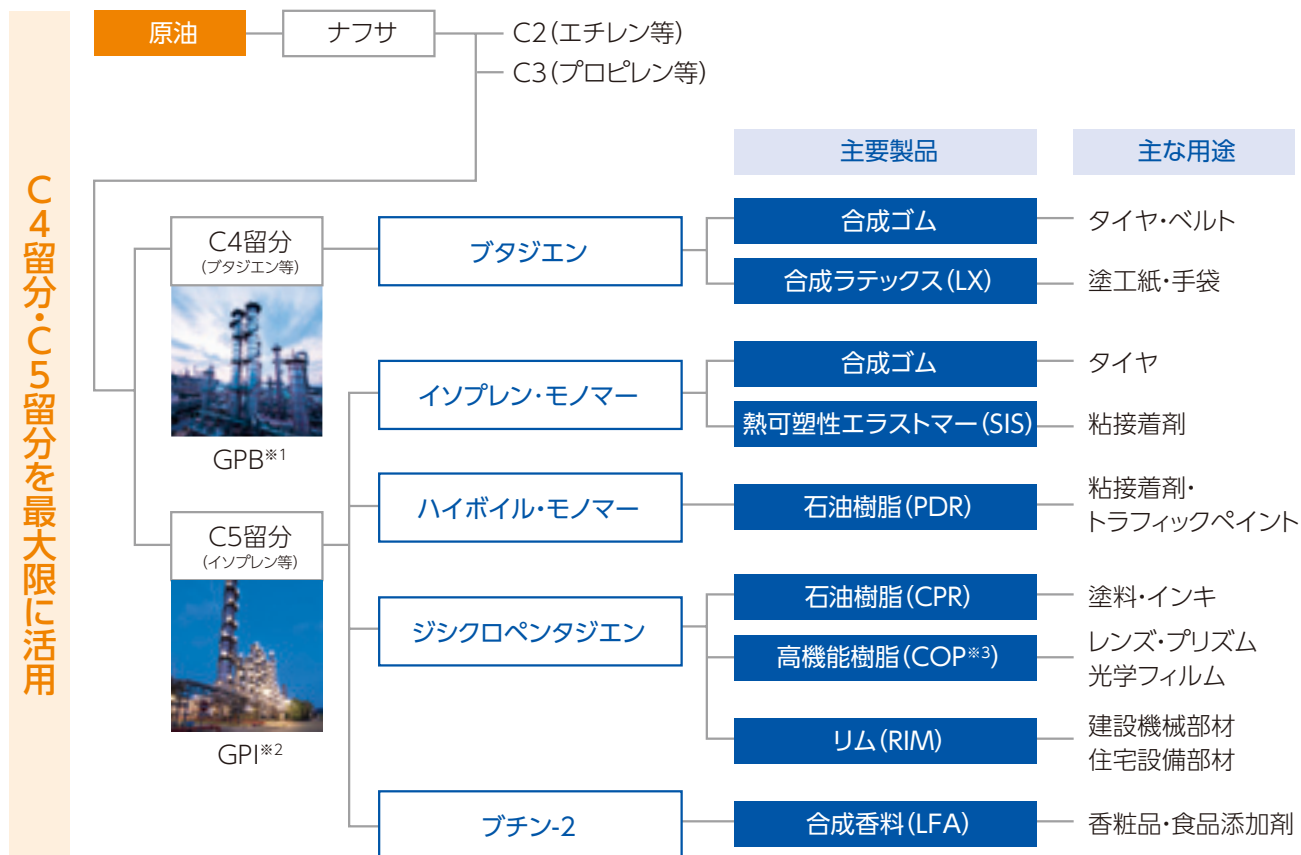 原油
ナフサ
C2(エチレン等)
C3(プロピレン等)
C4留分・C5留分を最大限に活用
主要製品
主な用途
C4留分
(ブタジエン等)
GPB※1
ブタジエン
合成ゴム
タイヤ・ベルト
合成ラテックス(LX)
塗工紙・手袋
C5留分
(イソプレン等)
GPI※2
イソプレン・モノマー
合成ゴム
タイヤ
熱可塑性エラストマー(SIS)
粘接着剤
ハイボイル・モノマー
石油樹脂(PDR)
粘接着剤・
トラフィックペイント
ジシクロペンタジエン
石油樹脂(CPR)
塗料・インキ
高機能樹脂(COP※3)
レンズ・プリズム
光学フィルム
リム(RIM)
建設機械部材
住宅設備部材
ブチン-2
合成香料(LFA)
香粧品・食品添加剤